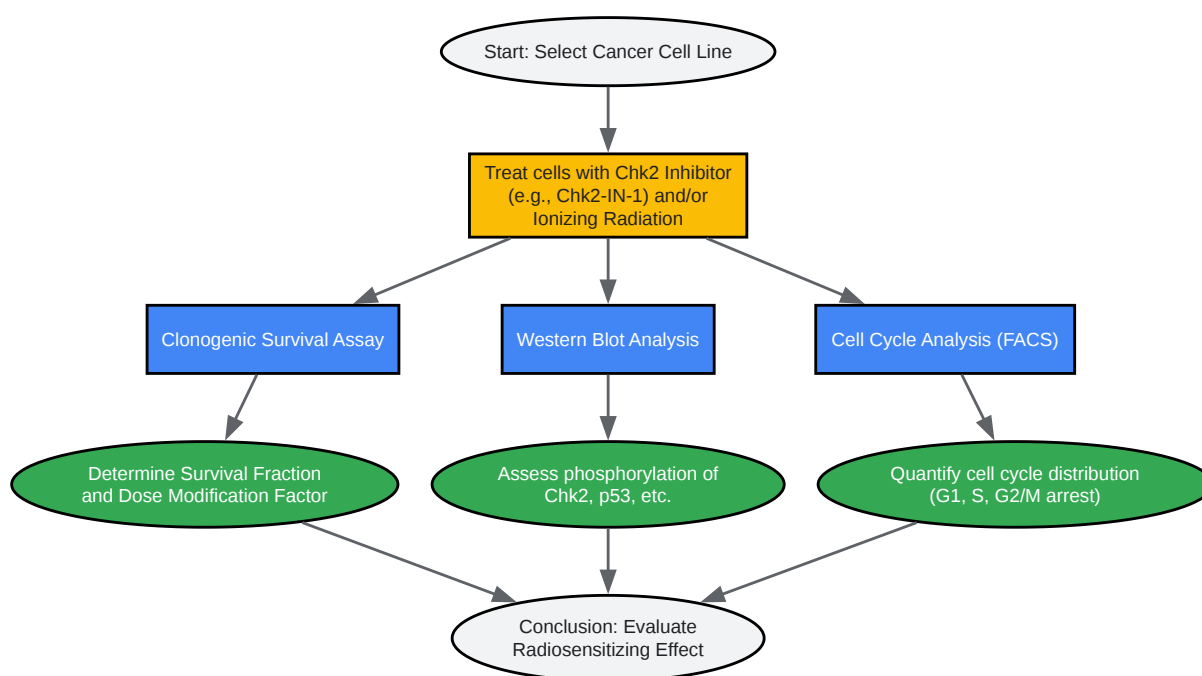 Start: Select Cancer Cell Line
Treat cells with Chk2 Inhibitor
(e.g., Chk2-IN-1) and/or
Ionizing Radiation
Clonogenic Survival Assay
Western Blot Analysis
Cell Cycle Analysis (FACS)
Determine Survival Fraction
and Dose Modification Factor
Assess phosphorylation of
Chk2, p53, etc.
Quantify cell cycle distribution
(G1, S, G2/M arrest)
Conclusion: Evaluate
Radiosensitizing Effect